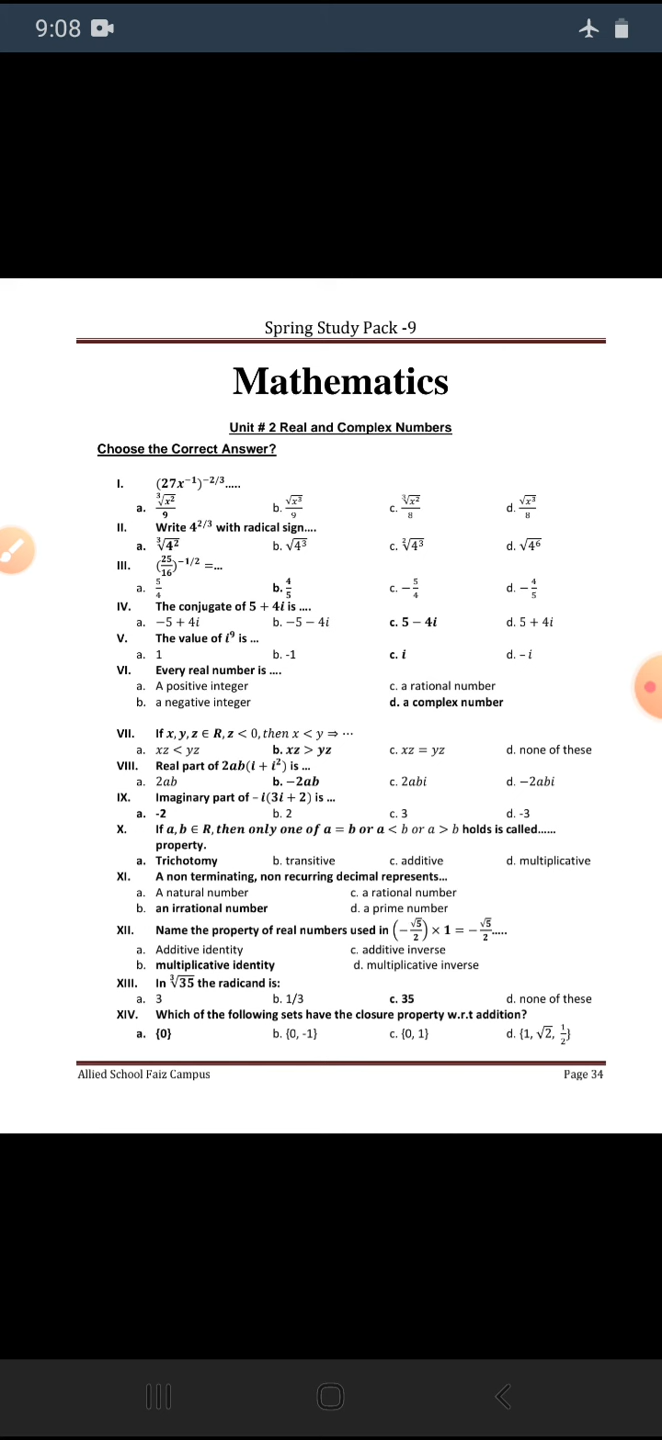 9:08
Spring Study Pack -9
Mathematics
Unit # 2 Real and Complex Numbers
Choose the Correct Answer?
I. (27x⁻¹)^(−2/3).....
a. ∛x²/9 b. √x³/9 c. ∛x²/8 d. √x³/8
II. Write 4^(2/3) with radical sign....
a. ∛4² b. √4³ c. ²√4³ d. √4⁶
III. (25/16)^(−1/2) =...
a. 5/4 b. 4/5 c. −5/4 d. −4/5
IV. The conjugate of 5 + 4i is ....
a. −5 + 4i b. −5 − 4i c. 5 − 4i d. 5 + 4i
V. The value of i⁹ is ...
a. 1 b. -1 c. i d. – i
VI. Every real number is ....
a. A positive integer c. a rational number
b. a negative integer d. a complex number
VII. If x, y, z ∈ R, z < 0, then x < y ⇒ ⋯
a. xz < yz b. xz > yz c. xz = yz d. none of these
VIII. Real part of 2ab(i + i²) is ...
a. 2ab b. −2ab c. 2abi d. −2abi
IX. Imaginary part of – i(3i + 2) is ...
a. -2 b. 2 c. 3 d. -3
X. If a, b ∈ R, then only one of a = b or a < b or a > b holds is called......
property.
a. Trichotomy b. transitive c. additive d. multiplicative
XI. A non terminating, non recurring decimal represents...
a. A natural number c. a rational number
b. an irrational number d. a prime number
XII. Name the property of real numbers used in (−√5/2) × 1 = −√5/2.....
a. Additive identity c. additive inverse
b. multiplicative identity d. multiplicative inverse
XIII. In ∛35 the radicand is:
a. 3 b. 1/3 c. 35 d. none of these
XIV. Which of the following sets have the closure property w.r.t addition?
a. {0} b. {0, -1} c. {0, 1} d. {1, √2, 1/2}
Allied School Faiz Campus Page 34